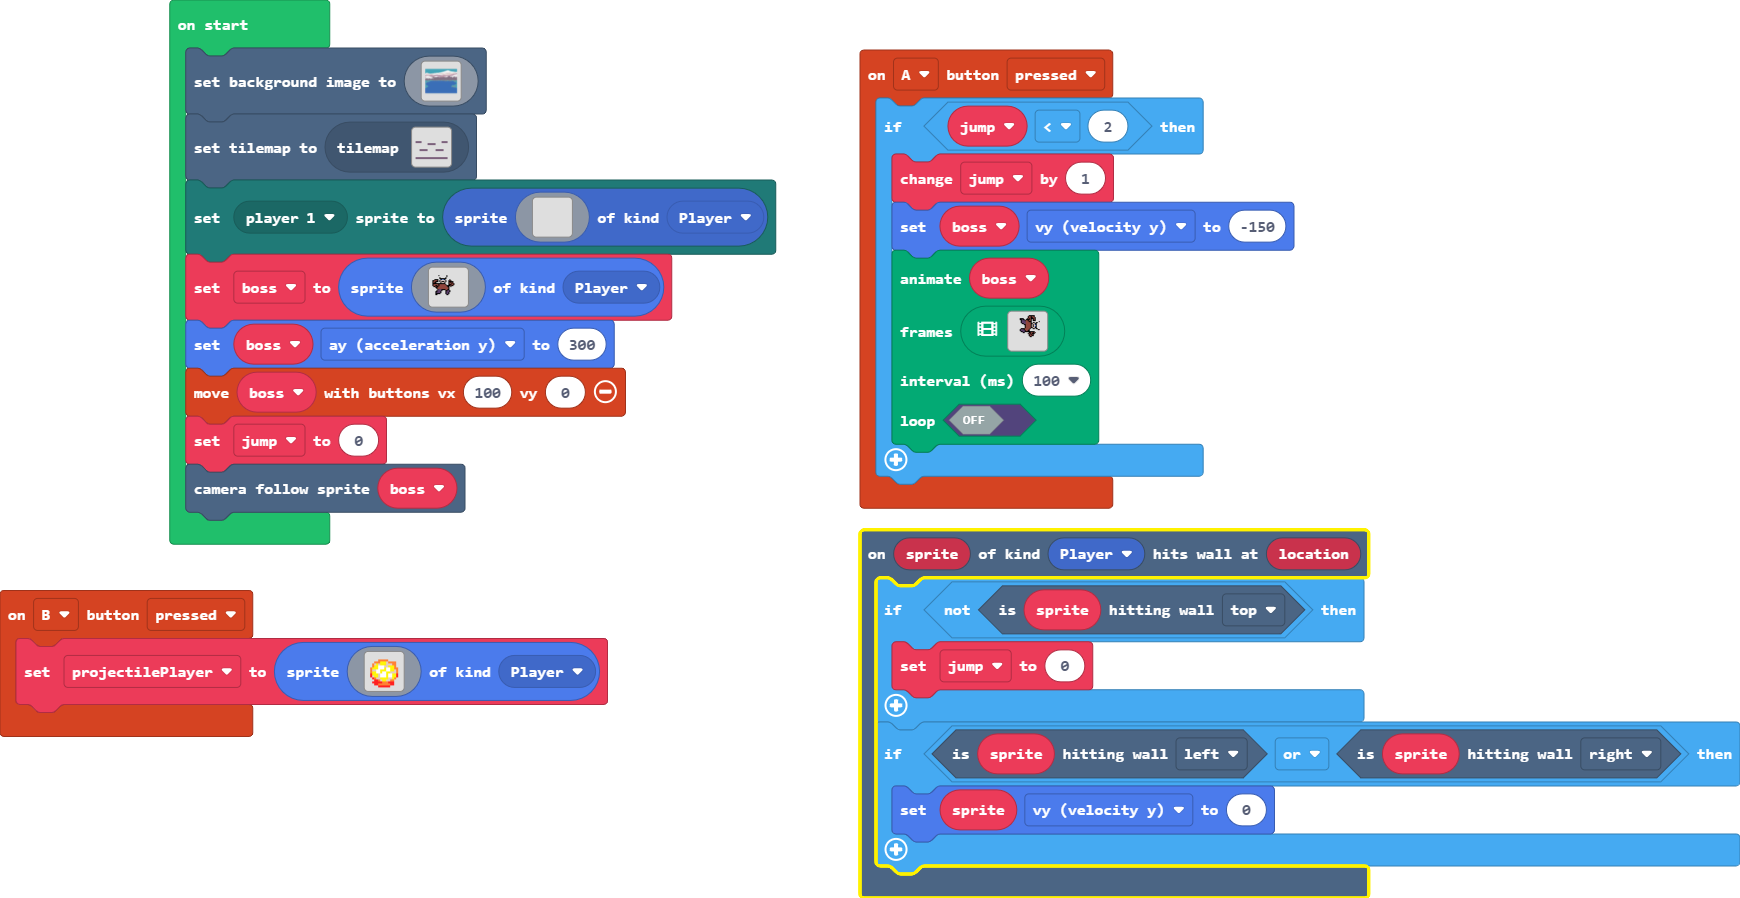 on start
set background image to
set tilemap to tilemap
set player 1 sprite to sprite of kind Player
set boss to sprite of kind Player
set boss ay (acceleration y) to 300
move boss with buttons vx 100 vy 0
set jump to 0
camera follow sprite boss
on B button pressed
set projectilePlayer to sprite of kind Player
on A button pressed
if jump < 2 then
change jump by 1
set boss vy (velocity y) to -150
animate boss
frames
interval (ms) 100
loop OFF
on sprite of kind Player hits wall at location
if not is sprite hitting wall top then
set jump to 0
if is sprite hitting wall left or is sprite hitting wall right then
set sprite vy (velocity y) to 0